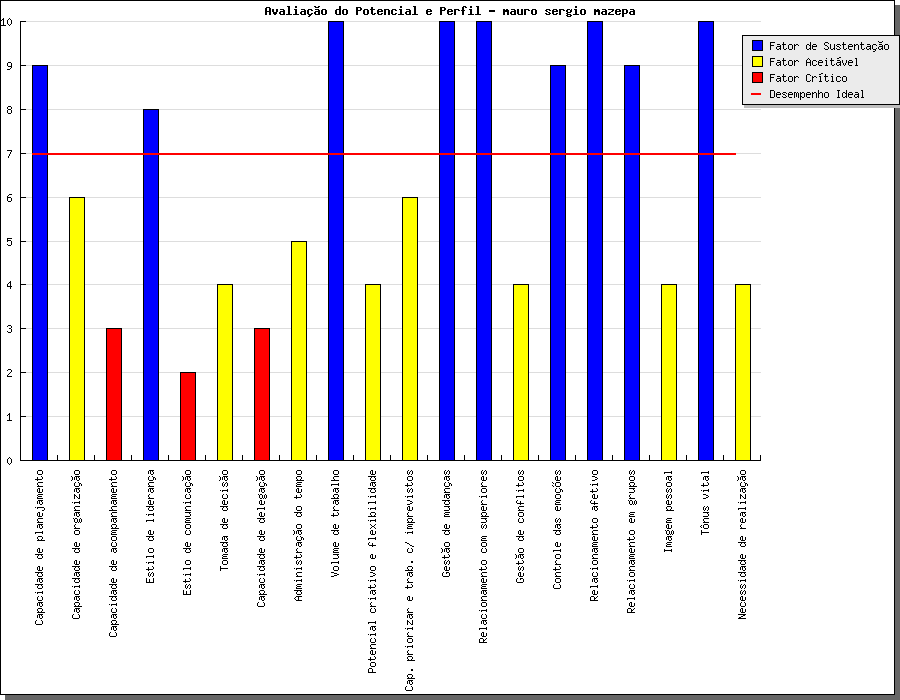 Avaliação do Potencial e Perfil - mauro sergio mazepa
Fator de Sustentação
Fator Aceitável
Fator Crítico
Desempenho Ideal
10
9
8
7
6
5
4
3
2
1
0
Capacidade de planejamento
Capacidade de organização
Capacidade de acompanhamento
Estilo de liderança
Estilo de comunicação
Tomada de decisão
Capacidade de delegação
Administração do tempo
Volume de trabalho
Potencial criativo e flexibilidade
Cap. priorizar e trab. c/ imprevistos
Gestão de mudanças
Relacionamento com superiores
Gestão de conflitos
Controle das emoções
Relacionamento afetivo
Relacionamento em grupos
Imagem pessoal
Tônus vital
Necessidade de realização